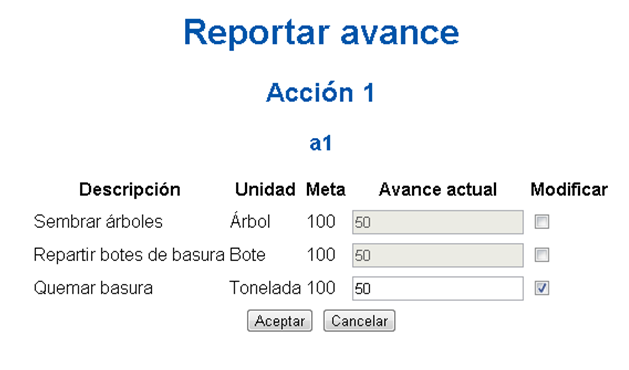 Reportar avance
Acción 1
a1
Descripción Unidad Meta Avance actual Modificar
Sembrar árboles Árbol 100 50
Repartir botes de basura Bote 100 50
Quemar basura Tonelada 100 50
Aceptar Cancelar